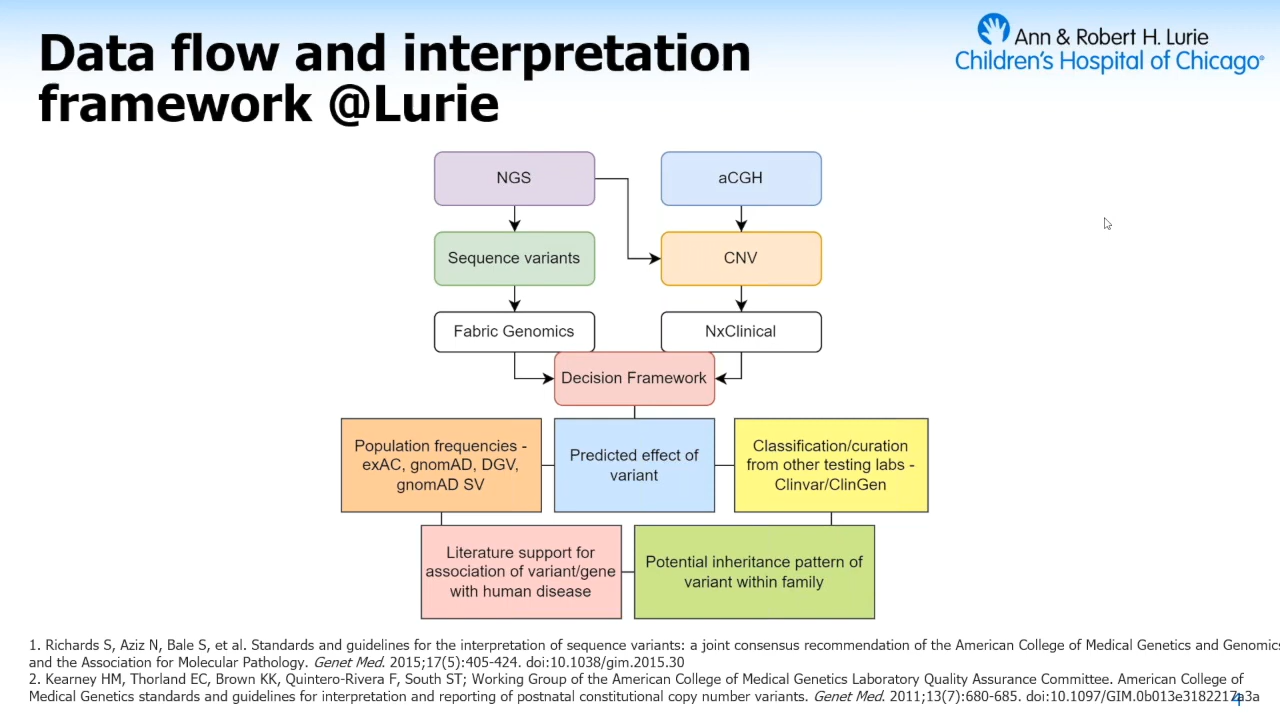 Data flow and interpretation
framework @Lurie
Ann & Robert H. Lurie
Children's Hospital of Chicago
NGS
aCGH
Sequence variants
CNV
Fabric Genomics
NxClinical
Decision Framework
Population frequencies -
exAC, gnomAD, DGV,
gnomAD SV
Predicted effect of
variant
Classification/curation
from other testing labs -
Clinvar/ClinGen
Literature support for
association of variant/gene
with human disease
Potential inheritance pattern of
variant within family
1. Richards S, Aziz N, Bale S, et al. Standards and guidelines for the interpretation of sequence variants: a joint consensus recommendation of the American College of Medical Genetics and Genomics
and the Association for Molecular Pathology. Genet Med. 2015;17(5):405-424. doi:10.1038/gim.2015.30
2. Kearney HM, Thorland EC, Brown KK, Quintero-Rivera F, South ST; Working Group of the American College of Medical Genetics Laboratory Quality Assurance Committee. American College of
Medical Genetics standards and guidelines for interpretation and reporting of postnatal constitutional copy number variants. Genet Med. 2011;13(7):680-685. doi:10.1097/GIM.0b013e3182217a3a
4